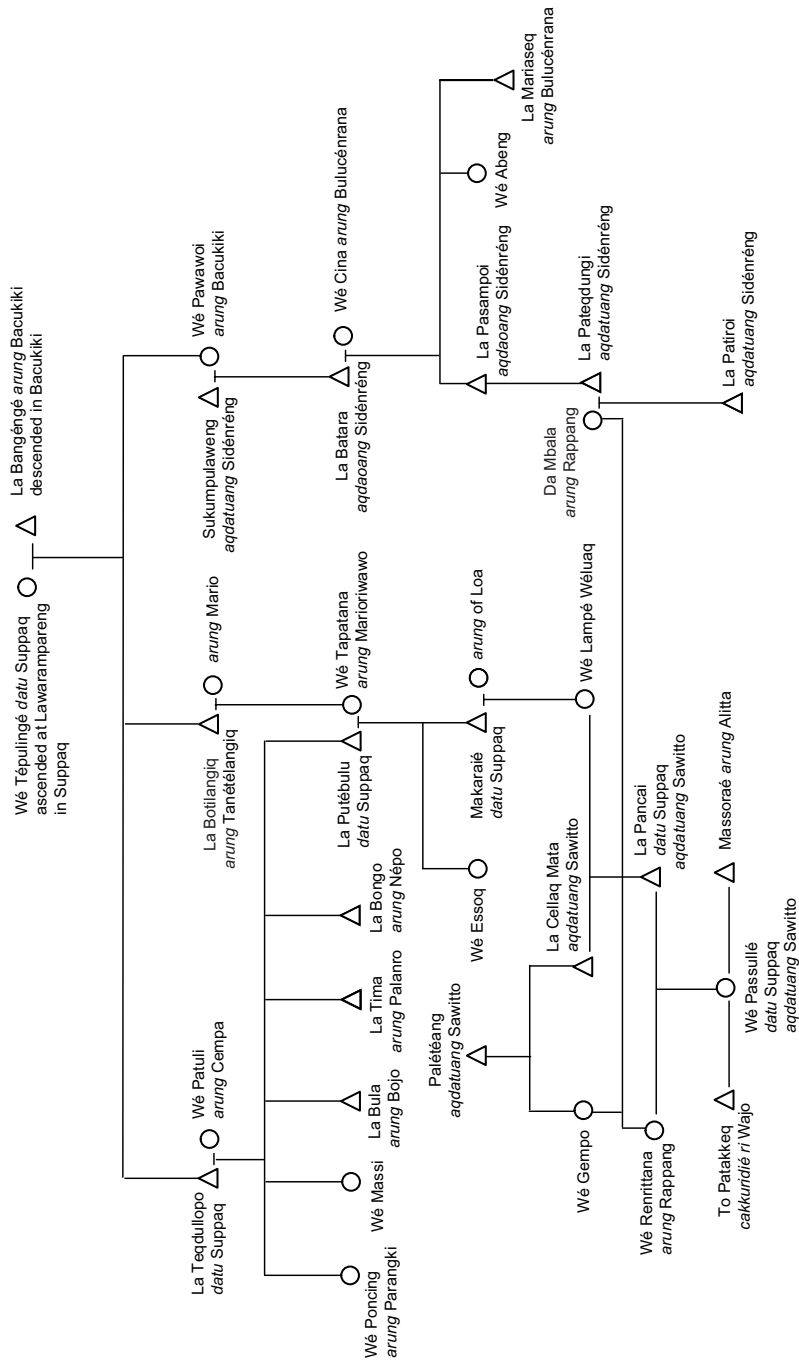 Wé Tépulingé datu Suppaq
ascended at Lawarampareng
in Suppaq
La Bangéngé arung Bacukiki
descended in Bacukiki
La Teqdullopo
datu Suppaq
Wé Patuli
arung Cempa
La Botilangiq
arung Tanételangiq
arung Mario
Sukumpulaweng
aqdatuang Sidénréng
Wé Pawawoi
arung Bacukiki
Wé Poncing
arung Parangki
Wé Massi
La Bula
arung Bojo
La Tima
arung Palanro
La Bongo
arung Népo
La Putébulu
datu Suppaq
Wé Tapatana
arung Marioriwawo
La Batara
aqdaoang Sidénréng
Wé Cina arung Bulucénrana
Palétéang
aqdatuang Sawitto
Wé Essoq
Makaraié
datu Suppaq
arung of Loa
La Pasampoi
aqdaoang Sidénréng
Wé Abeng
La Mariaseq
arung Bulucénrana
Wé Gempo
La Cellaq Mata
aqdatuang Sawitto
Wé Lampé Wéluaq
Da Mbala
arung Rappang
La Pateqdungi
aqdatuang Sidénréng
Wé Renrittana
arung Rappang
La Pancai
datu Suppaq
aqdatuang Sawitto
La Patiroi
aqdatuang Sidénréng
To Patakkeq
cakkuridié ri Wajo
Wé Passullé
datu Suppaq
aqdatuang Sawitto
Massoraé arung Alitta